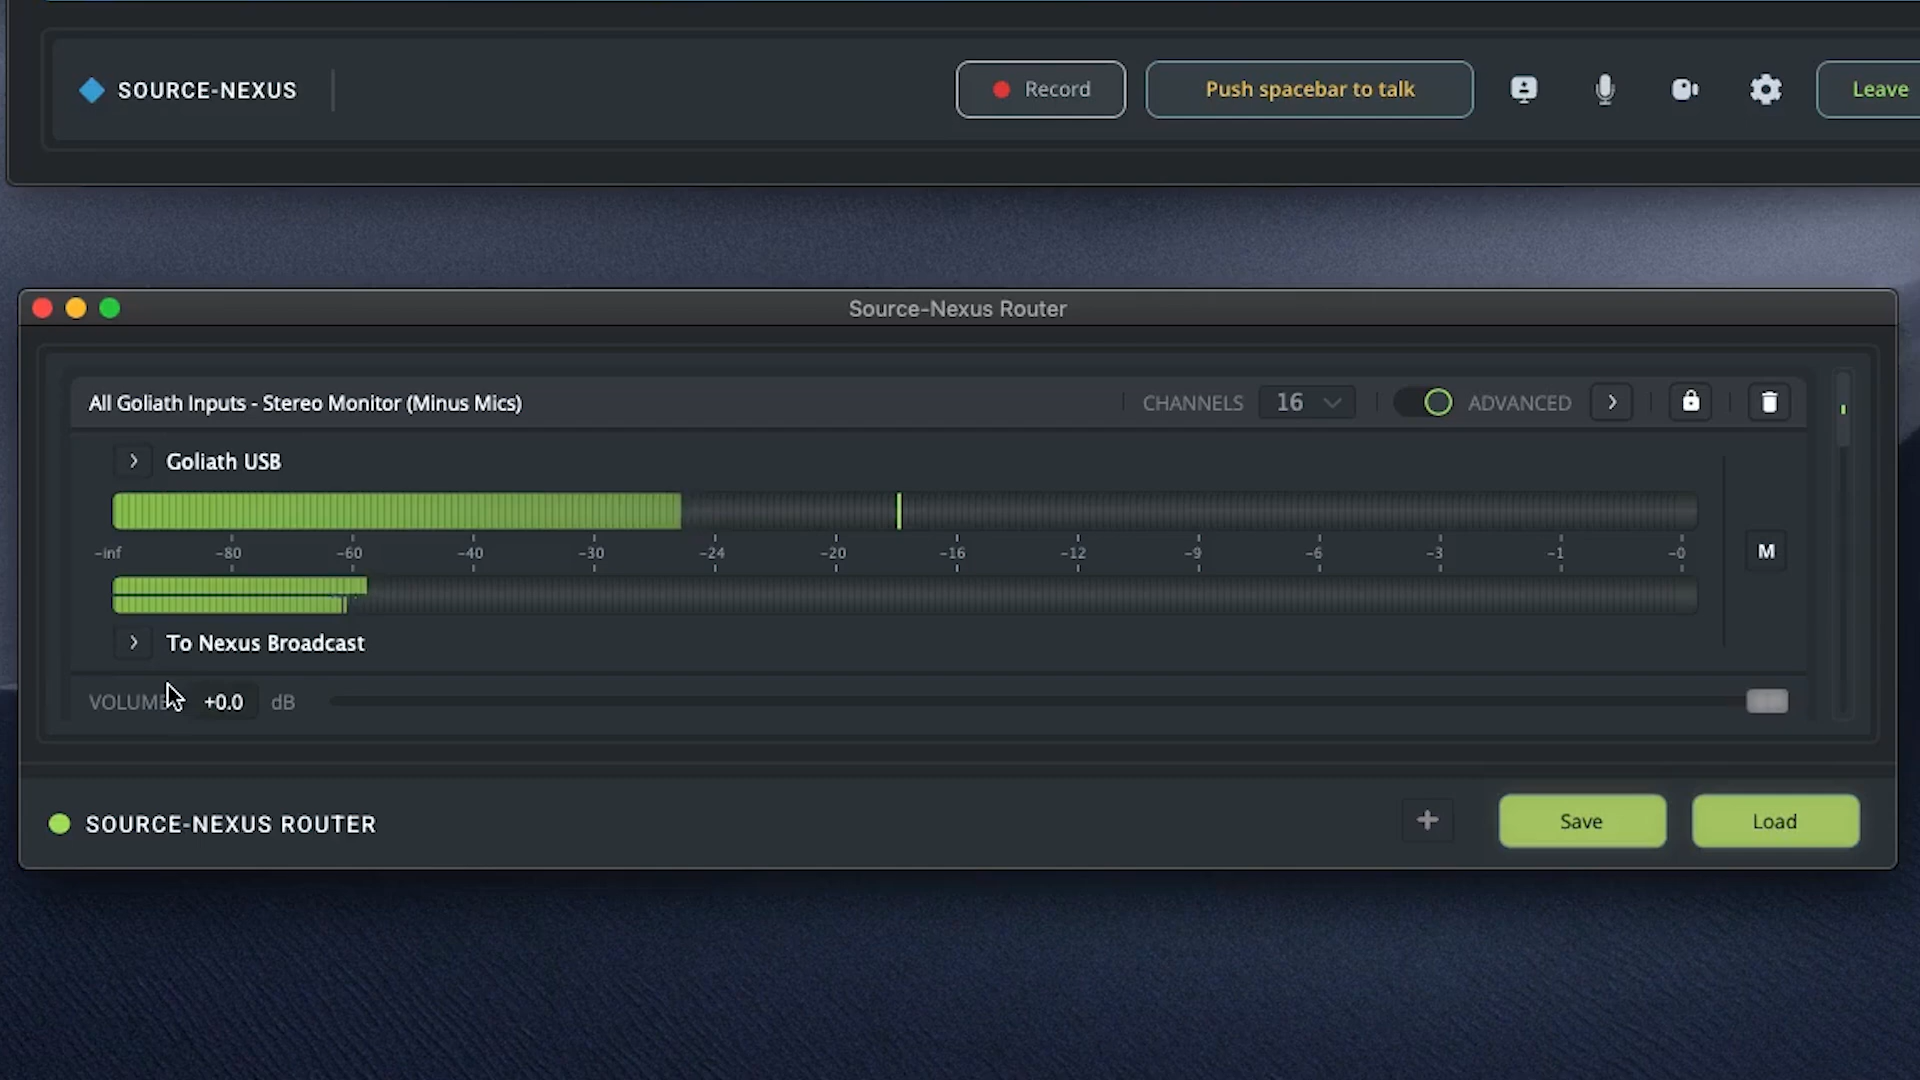 SOURCE-NEXUS
Record
Push spacebar to talk
Leave
Source-Nexus Router
All Goliath Inputs - Stereo Monitor (Minus Mics)
CHANNELS
16
ADVANCED
Goliath USB
-inf -80 -60 -40 -30 -24 -20 -16 -12 -9 -6 -3 -1 -0
M
To Nexus Broadcast
VOLUME +0.0 dB
SOURCE-NEXUS ROUTER
+
Save
Load